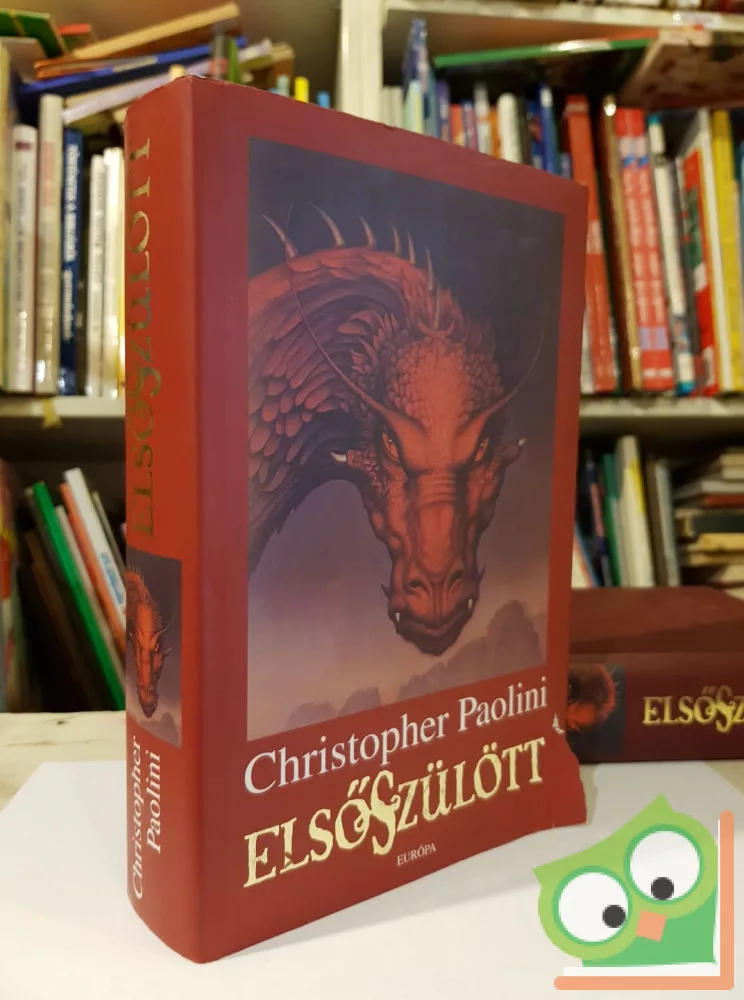 ELSŐSZÜLÖTT
Christopher
Paolini
Christopher Paolini
ELSŐSZÜLÖTT
EURÓPA
ELSŐSZ